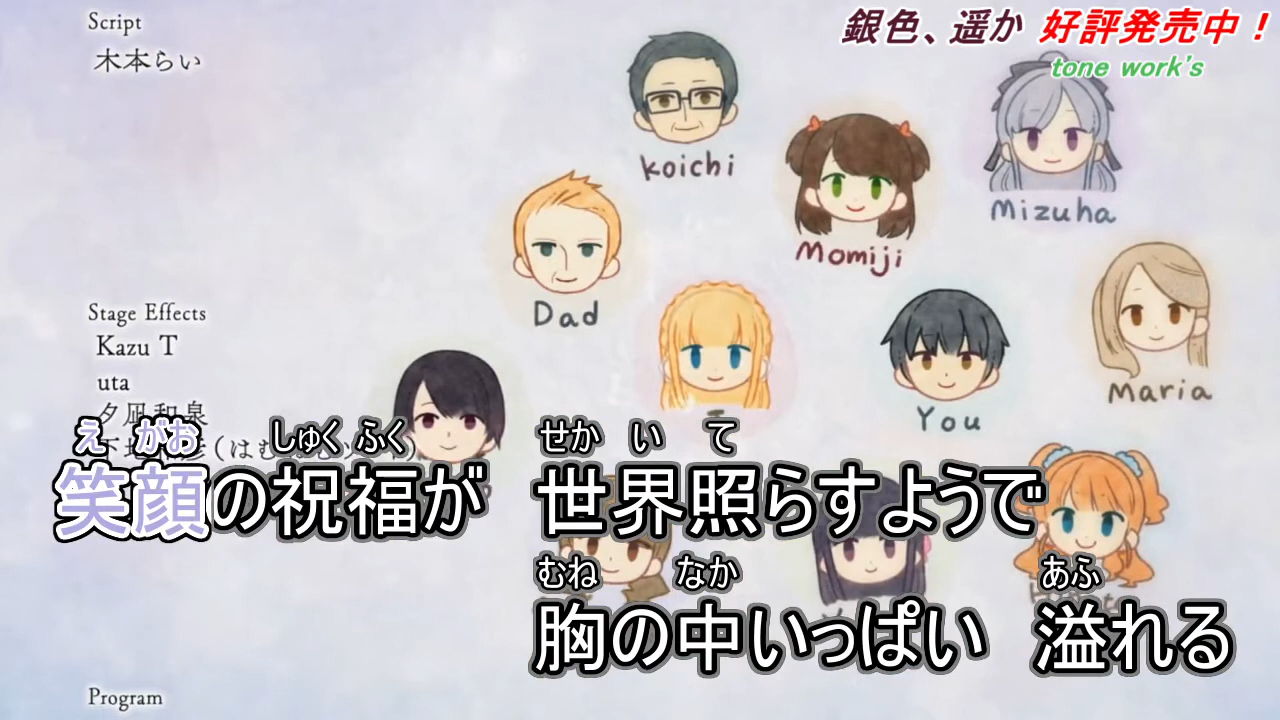 Script
木本らい
銀色、遥か 好評発売中！
tone work's
koichi
Momiji
Mizuha
Dad
You
Maria
Stage Effects
Kazu T
uta
夕凪和泉
えがお しゅくふく せかい て
笑顔の祝福が 世界照らすようで
むね なか あふ
胸の中いっぱい 溢れる
Program